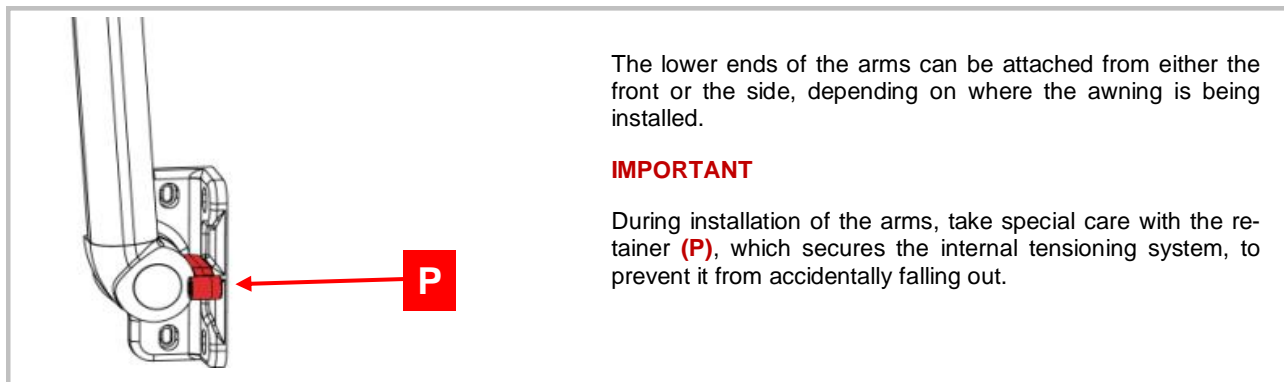 The lower ends of the arms can be attached from either the
front or the side, depending on where the awning is being
installed.
IMPORTANT
During installation of the arms, take special care with the re-
tainer (P), which secures the internal tensioning system, to
prevent it from accidentally falling out.
P